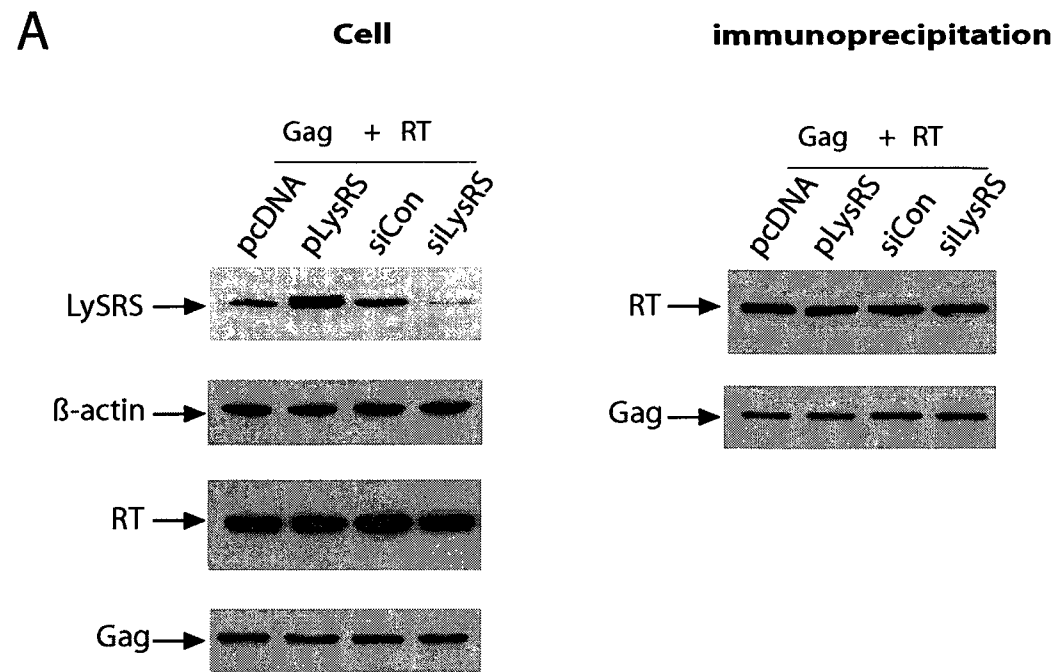 A
Cell
Gag + RT
pcDNA pLysRS siCon siLysRS
LySRS
ß-actin
RT
Gag
immunoprecipitation
Gag + RT
pcDNA pLysRS siCon siLysRS
RT
Gag